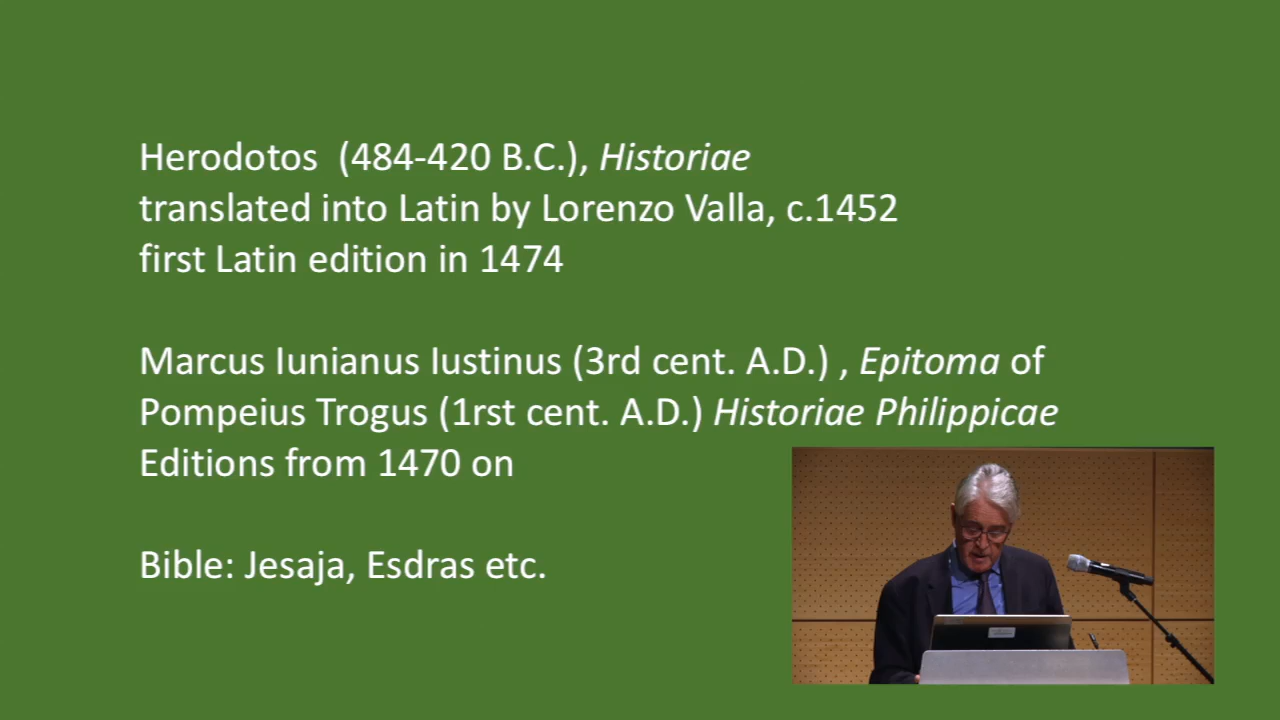 Herodotos  (484-420 B.C.), Historiae
translated into Latin by Lorenzo Valla, c.1452
first Latin edition in 1474
Marcus Iunianus Iustinus (3rd cent. A.D.) , Epitoma of
Pompeius Trogus (1rst cent. A.D.) Historiae Philippicae
Editions from 1470 on
Bible: Jesaja, Esdras etc.